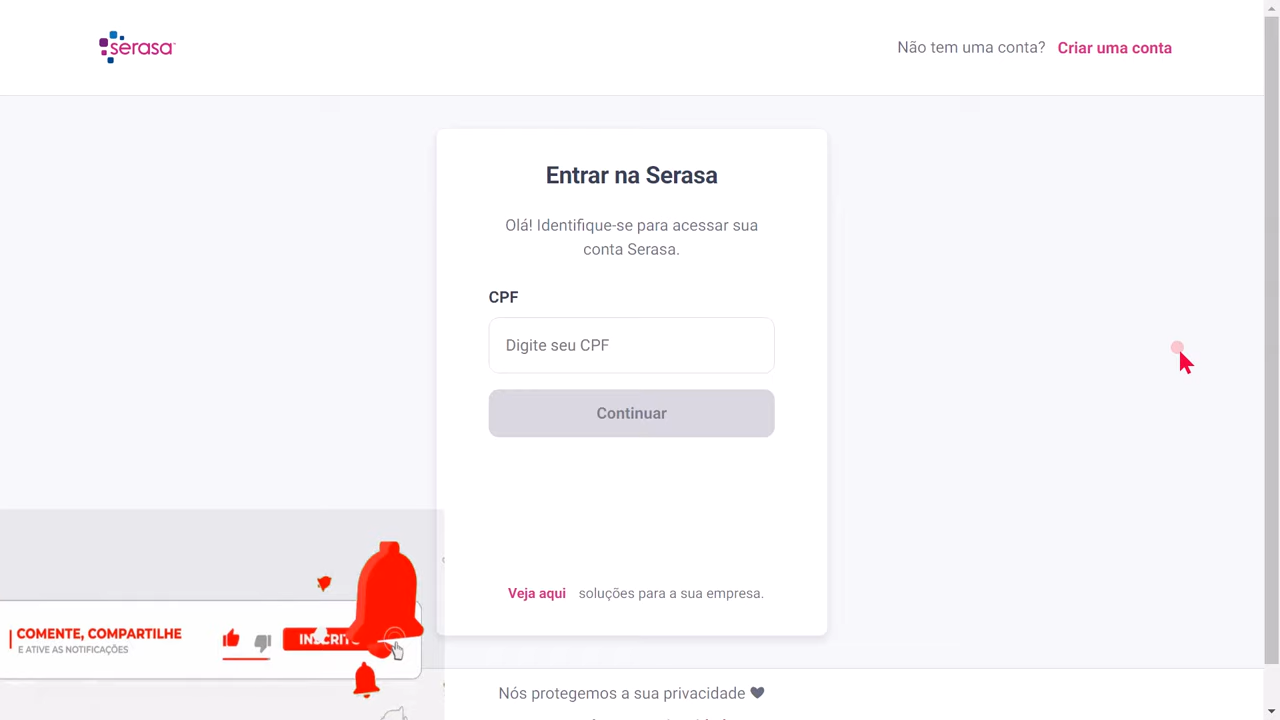 serasa
Não tem uma conta? Criar uma conta
Entrar na Serasa
Olá! Identifique-se para acessar sua
conta Serasa.
CPF
Digite seu CPF
Continuar
Veja aqui soluções para a sua empresa.
COMENTE, COMPARTILHE
E ATIVE AS NOTIFICAÇÕES
Nós protegemos a sua privacidade